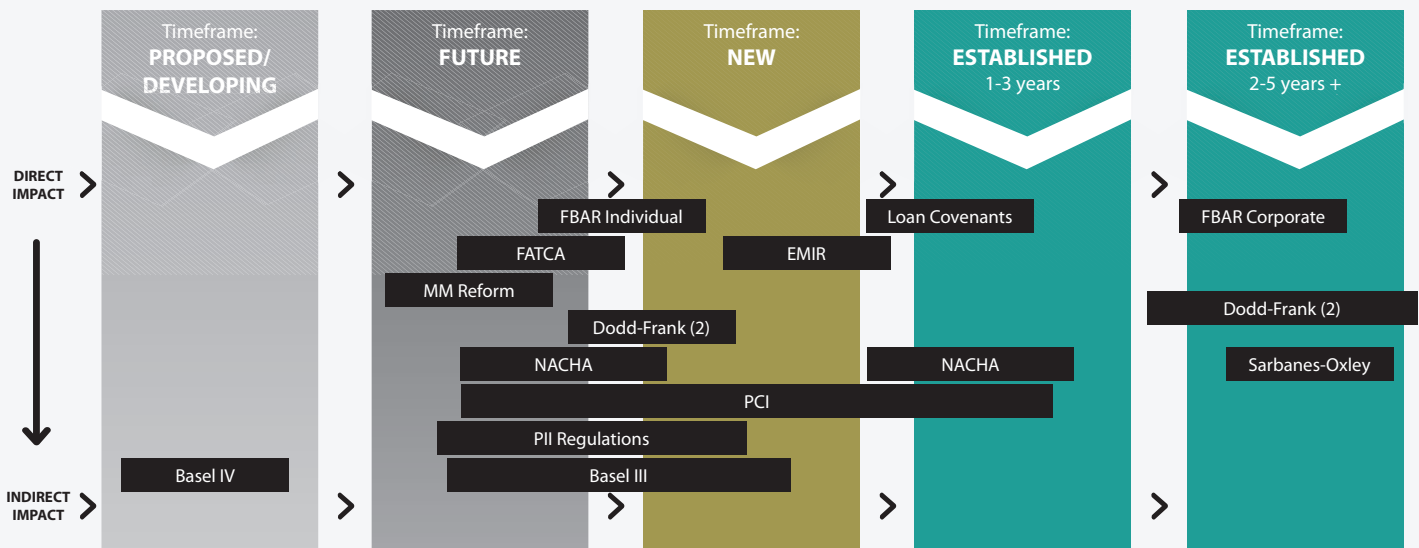 Timeframe:
PROPOSED/
DEVELOPING
Timeframe:
FUTURE
Timeframe:
NEW
Timeframe:
ESTABLISHED
1-3 years
Timeframe:
ESTABLISHED
2-5 years +
DIRECT
IMPACT
FBAR Individual
Loan Covenants
FBAR Corporate
FATCA
EMIR
MM Reform
Dodd-Frank (2)
Dodd-Frank (2)
NACHA
NACHA
Sarbanes-Oxley
PCI
PII Regulations
Basel IV
Basel III
INDIRECT
IMPACT